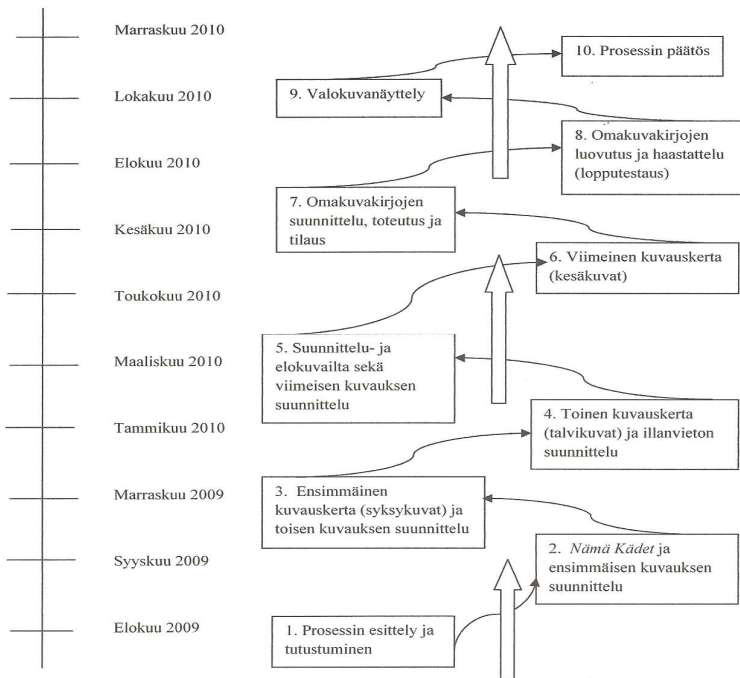 Marraskuu 2010
10. Prosessin päätös
Lokakuu 2010
9. Valokuvanäyttely
8. Omakuvakirjojen
luovutus ja haastattelu
(lopputestaus)
Elokuu 2010
7. Omakuvakirjojen
suunnittelu, toteutus ja
tilaus
Kesäkuu 2010
6. Viimeinen kuvauskerta
(kesäkuvat)
Toukokuu 2010
5. Suunnittelu- ja
elokuvailta sekä
viimeisen kuvauksen
suunnittelu
Maaliskuu 2010
4. Toinen kuvauskerta
(talvikuvat) ja illanvieton
suunnittelu
Tammikuu 2010
3. Ensimmäinen
kuvauskerta (syksykuvat) ja
toisen kuvauksen suunnittelu
Marraskuu 2009
2. Nämä Kädet ja
ensimmäisen kuvauksen
suunnittelu
Syyskuu 2009
Elokuu 2009
1. Prosessin esittely ja
tutustuminen